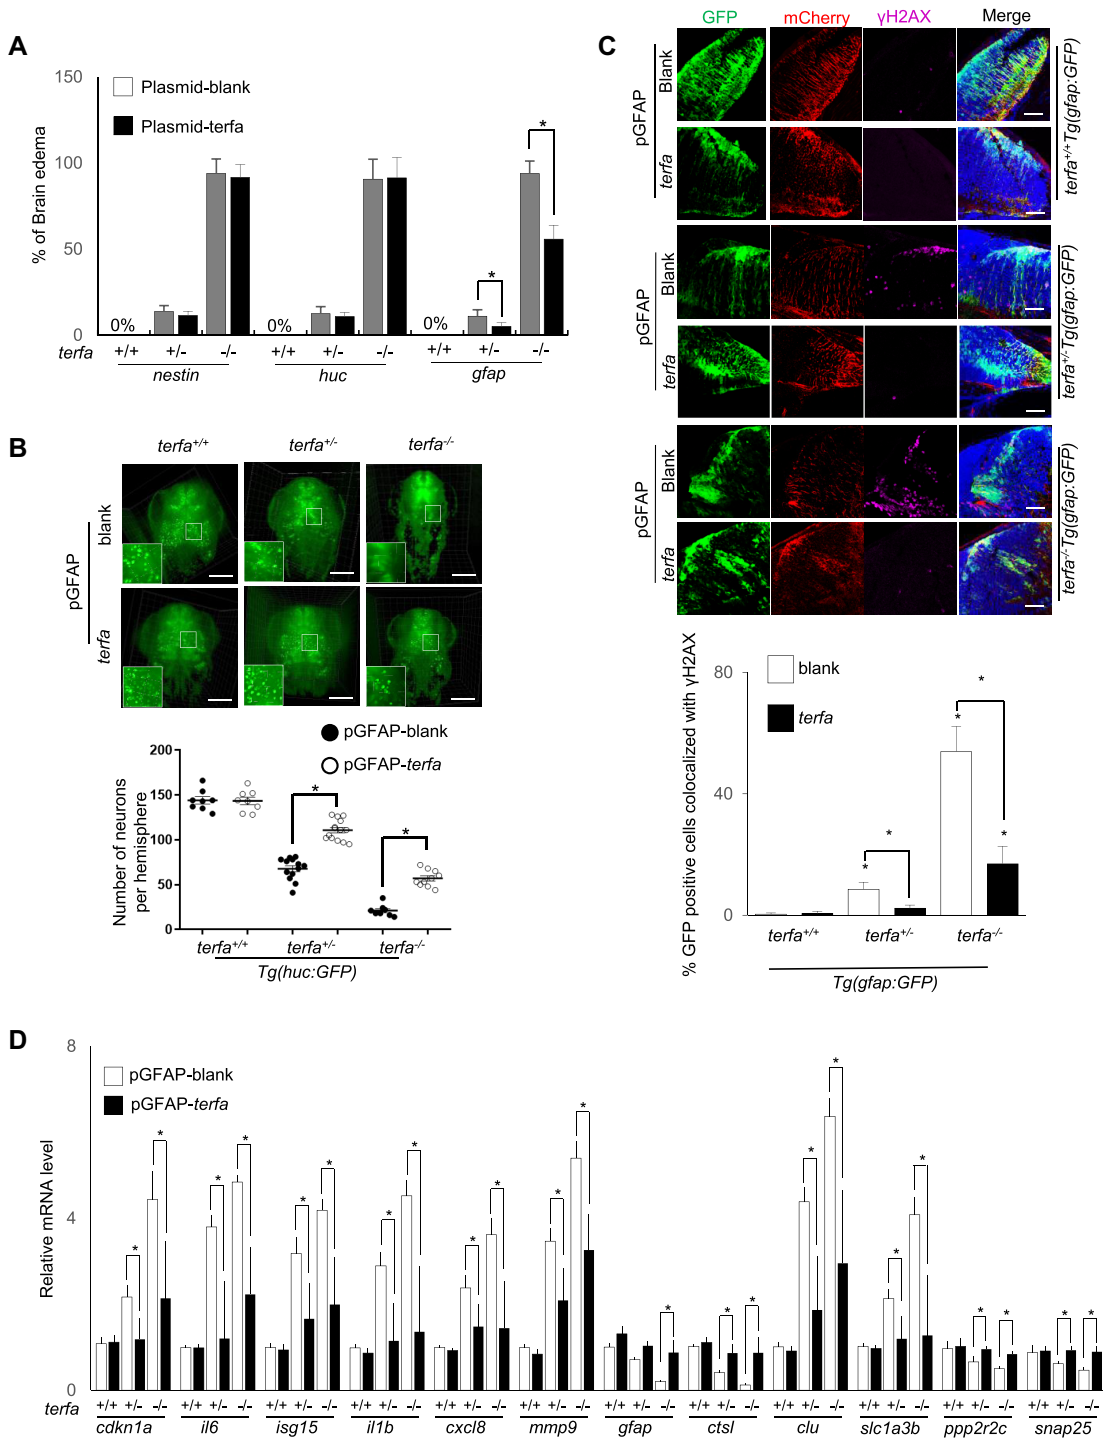 A
150
100
50
0
% of Brain edema
Plasmid-blank
Plasmid-terfa
0%
0%
0%
*
*
terfa
+/+ +/- -/- +/+ +/- -/- +/+ +/- -/-
nestin huc gfap
B
terfa+/+ terfa+/- terfa-/-
pGFAP
blank
terfa
pGFAP-blank
pGFAP-terfa
Number of neurons per hemisphere
200
150
100
50
0
*
*
terfa+/+ terfa+/- terfa-/-
Tg(huc:GFP)
C
GFP mCherry γH2AX Merge
pGFAP
Blank
terfa
terfa+/+Tg(gfap:GFP)
pGFAP
Blank
terfa
terfa+/-Tg(gfap:GFP)
pGFAP
Blank
terfa
terfa-/-Tg(gfap:GFP)
% GFP positive cells colocalized with γH2AX
80
40
0
blank
terfa
*
*
*
*
*
terfa+/+ terfa+/- terfa-/-
Tg(gfap:GFP)
D
8
4
0
Relative mRNA level
pGFAP-blank
pGFAP-terfa
* * * * * * * * * * * * * * * * * * * * * * *
terfa
+/+ +/- -/- +/+ +/- -/- +/+ +/- -/- +/+ +/- -/- +/+ +/- -/- +/+ +/- -/- +/+ +/- -/- +/+ +/- -/- +/+ +/- -/- +/+ +/- -/- +/+ +/- -/- +/+ +/- -/-
cdkn1a il6 isg15 il1b cxcl8 mmp9 gfap ctsl clu slc1a3b ppp2r2c snap25